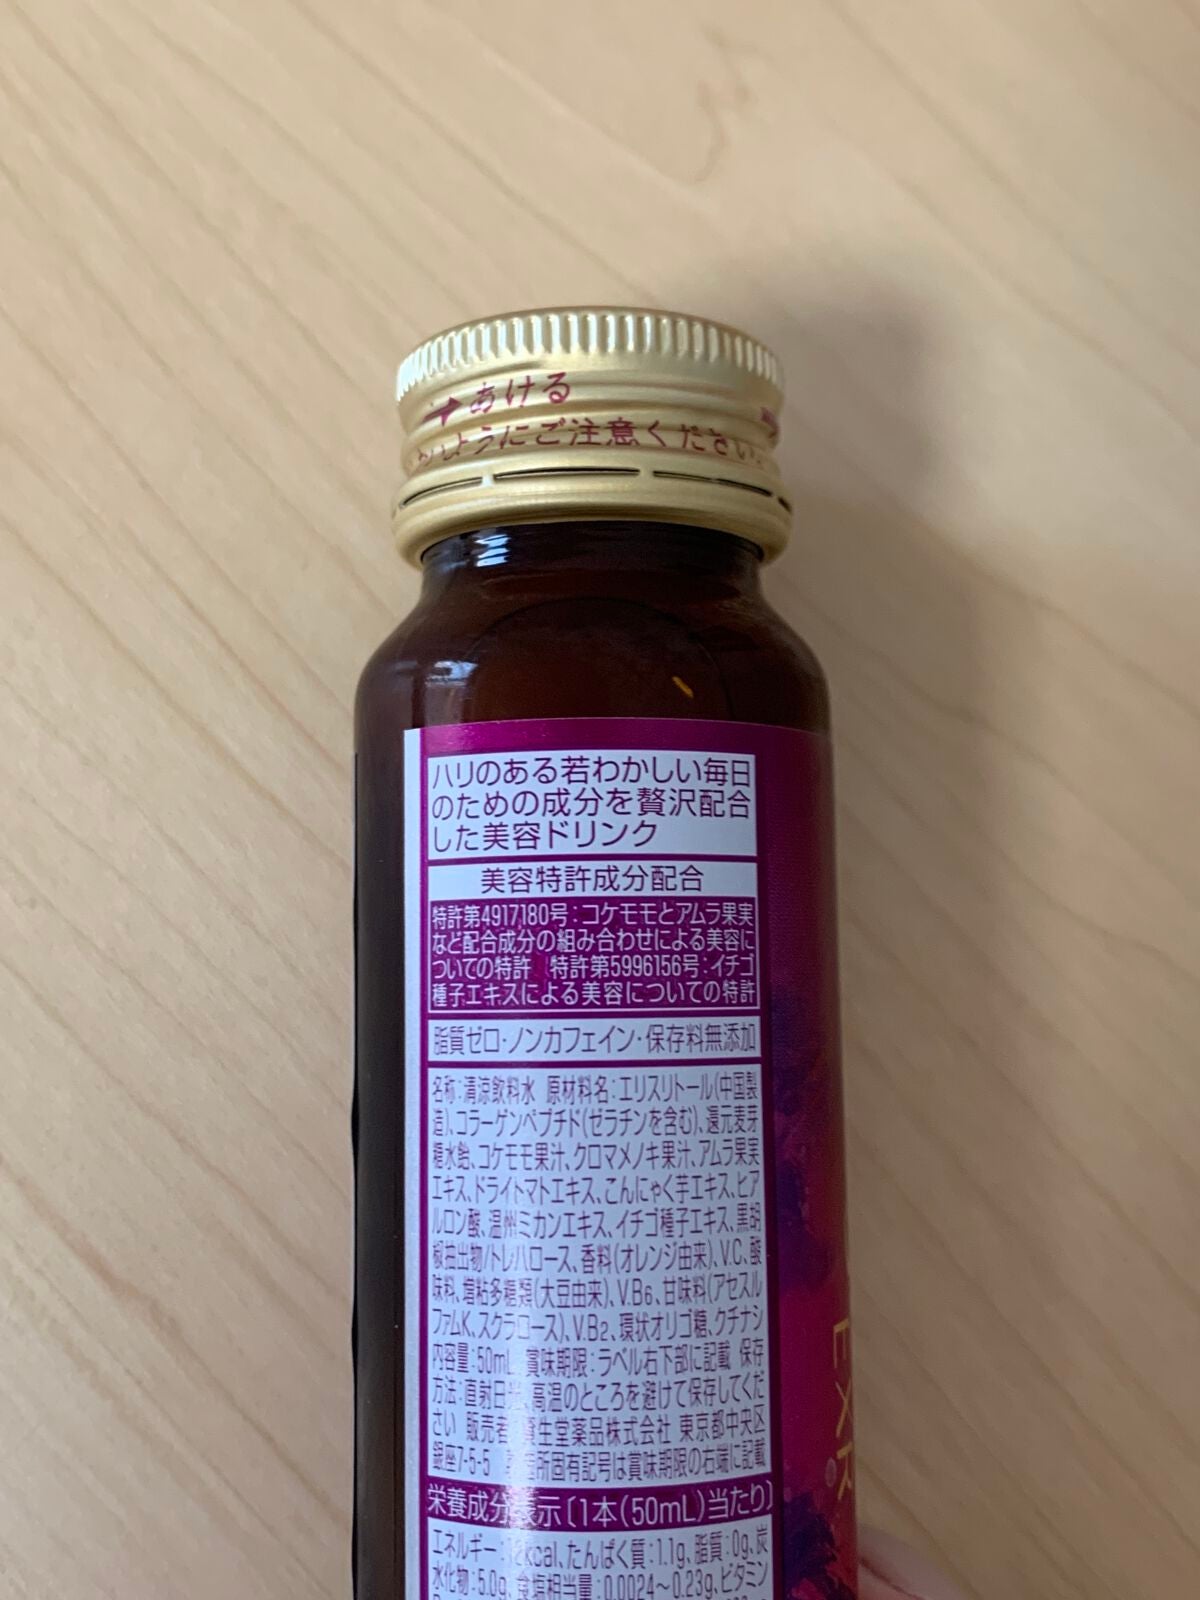 あける
ようにご注意ください
ハリのある若わかしい毎日
のための成分を贅沢配合
した美容ドリンク
美容特許成分配合
特許第4917180号：コケモモとアムラ果実
など配合成分の組み合わせによる美容に
ついての特許 特許第5996156号：イチゴ
種子エキスによる美容についての特許
脂質ゼロ・ノンカフェイン・保存料無添加
名称：清涼飲料水 原材料名：エリスリトール（中国製
造）、コラーゲンペプチド（ゼラチンを含む）、還元麦芽
糖水飴、コケモモ果汁、クロマメノキ果汁、アムラ果実
エキス、ドライトマトエキス、こんにゃく芋エキス、ヒア
ルロン酸、温州ミカンエキス、イチゴ種子エキス、黒胡
椒抽出物/トレハロース、香料（オレンジ由来）、V.C、酸
味料、増粘多糖類（大豆由来）、V.B6、甘味料（アセスル
ファムK、スクラロース）、V.B2、環状オリゴ糖、クチナシ
内容量：50mL 賞味期限：ラベル右下部に記載 保存
方法：直射日光、高温のところを避けて保存してくだ
さい 販売者 資生堂薬品株式会社 東京都中央区
銀座7-5-5 製造所固有記号は賞味期限の右端に記載
栄養成分表示〔1本（50mL）当たり〕
エネルギー：12kcal、たんぱく質：1.1g、脂質：0g、炭
水化物：5.0g、食塩相当量：0.0024～0.23g、ビタミン
EXR